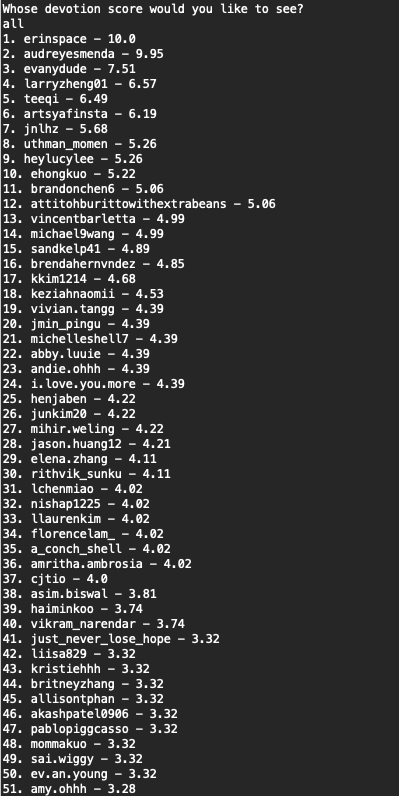 Whose devotion score would you like to see?
all
1. erinspace – 10.0
2. audreyesmenda – 9.95
3. evanydude – 7.51
4. larryzheng01 – 6.57
5. teeqi – 6.49
6. artsyafinsta – 6.19
7. jnlhz – 5.68
8. uthman_momen – 5.26
9. heylucylee – 5.26
10. ehongkuo – 5.22
11. brandonchen6 – 5.06
12. attitohburittowithextrabeans – 5.06
13. vincentbarletta – 4.99
14. michael9wang – 4.99
15. sandkelp41 – 4.89
16. brendahernvndez – 4.85
17. kkim1214 – 4.68
18. keziahnaomii – 4.53
19. vivian.tangg – 4.39
20. jmin_pingu – 4.39
21. michelleshell7 – 4.39
22. abby.luuie – 4.39
23. andie.ohhh – 4.39
24. i.love.you.more – 4.39
25. henjaben – 4.22
26. junkim20 – 4.22
27. mihir.weling – 4.22
28. jason.huang12 – 4.21
29. elena.zhang – 4.11
30. rithvik_sunku – 4.11
31. lchenmiao – 4.02
32. nishap1225 – 4.02
33. llaurenkim – 4.02
34. florencelam_ – 4.02
35. a_conch_shell – 4.02
36. amritha.ambrosia – 4.02
37. cjtio – 4.0
38. asim.biswal – 3.81
39. haiminkoo – 3.74
40. vikram_narendar – 3.74
41. just_never_lose_hope – 3.32
42. liisa829 – 3.32
43. kristiehhh – 3.32
44. britneyzhang – 3.32
45. allisontphan – 3.32
46. akashpatel0906 – 3.32
47. pablopiggcasso – 3.32
48. mommakuo – 3.32
49. sai.wiggy – 3.32
50. ev.an.young – 3.32
51. amy.ohhh – 3.28